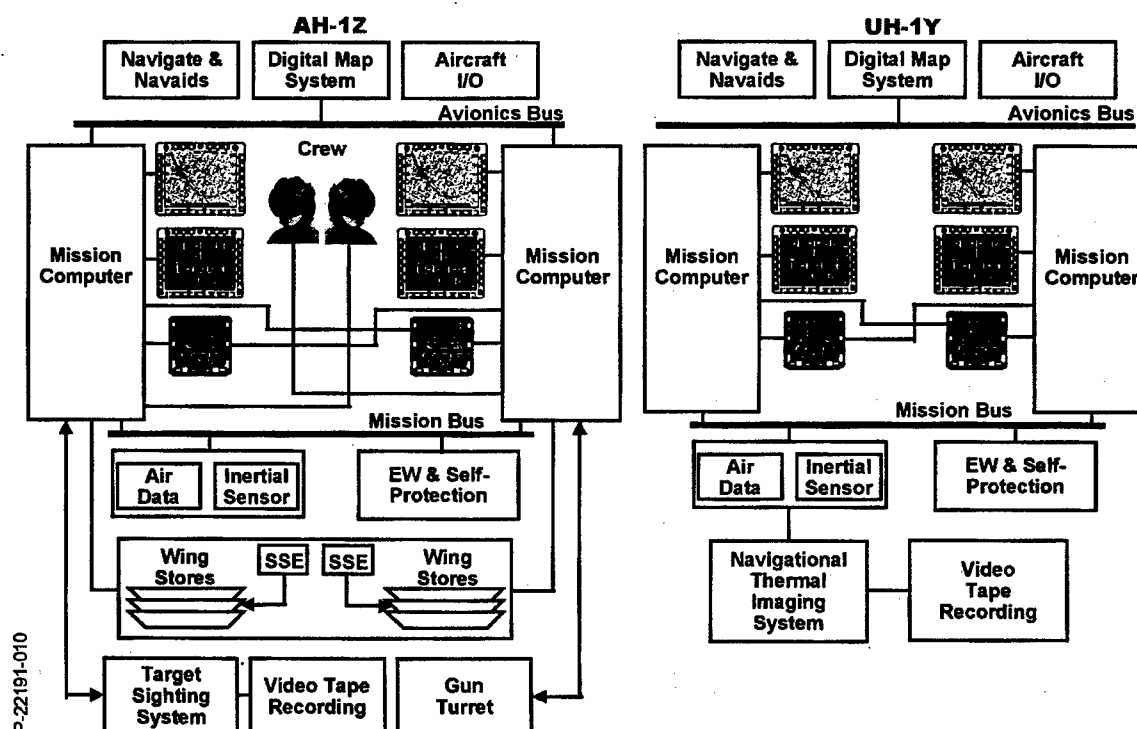 AH-1Z
Navigate &
Navaids
Digital Map
System
Aircraft
I/O
Avionics Bus
Crew
Mission
Computer
Mission
Computer
Mission Bus
Air
Data
Inertial
Sensor
EW & Self-
Protection
Wing
Stores
SSE
SSE
Wing
Stores
Target
Sighting
System
Video Tape
Recording
Gun
Turret
P-22191-010
UH-1Y
Navigate &
Navaids
Digital Map
System
Aircraft
I/O
Avionics Bus
Mission
Computer
Mission
Computer
Mission Bus
Air
Data
Inertial
Sensor
EW & Self-
Protection
Navigational
Thermal
Imaging
System
Video
Tape
Recording